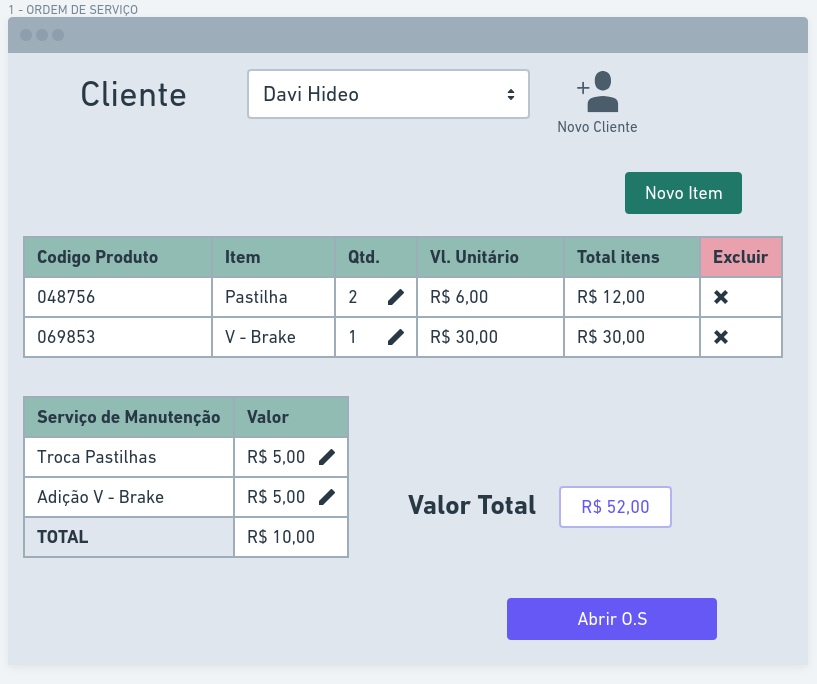 1 - ORDEM DE SERVIÇO
Cliente
Davi Hideo
+
Novo Cliente
Novo Item
Codigo Produto Item Qtd. Vl. Unitário Total itens Excluir
048756 Pastilha 2 R$ 6,00 R$ 12,00
069853 V - Brake 1 R$ 30,00 R$ 30,00
Serviço de Manutenção Valor
Troca Pastilhas R$ 5,00
Adição V - Brake R$ 5,00
TOTAL R$ 10,00
Valor Total R$ 52,00
Abrir O.S